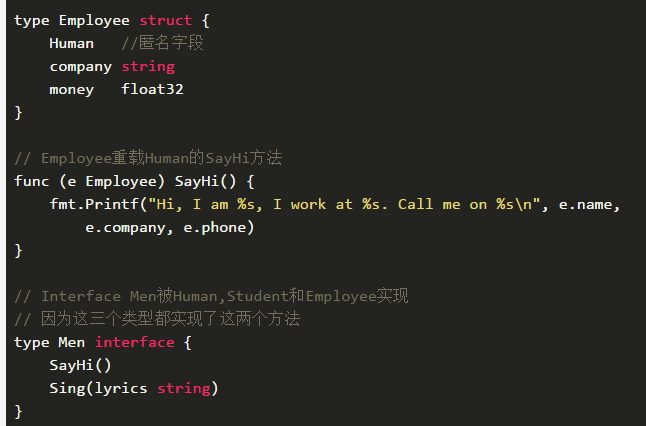 type Employee struct {
    Human   //匿名字段
    company string
    money   float32
}
// Employee重载Human的SayHi方法
func (e Employee) SayHi() {
    fmt.Printf("Hi, I am %s, I work at %s. Call me on %s\n", e.name,
        e.company, e.phone)
}
// Interface Men被Human,Student和Employee实现
// 因为这三个类型都实现了这两个方法
type Men interface {
    SayHi()
    Sing(lyrics string)
}